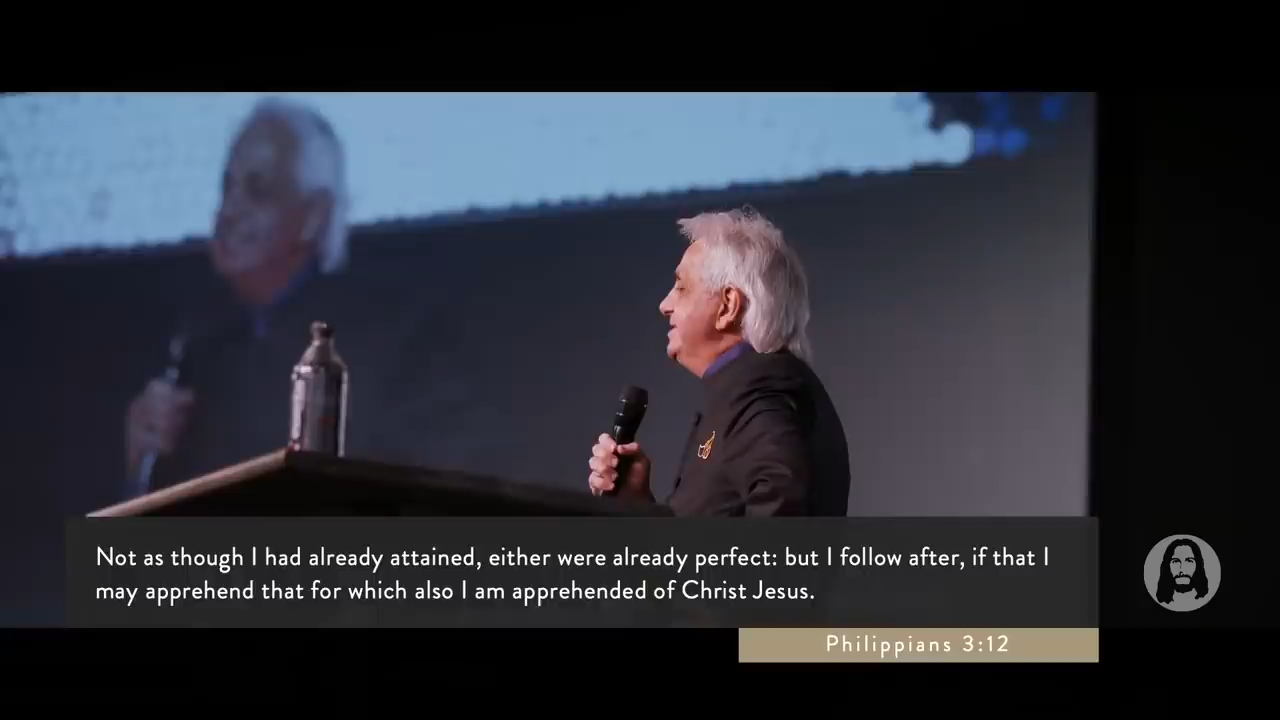 Not as though I had already attained, either were already perfect: but I follow after, if that I
may apprehend that for which also I am apprehended of Christ Jesus.
Philippians 3:12